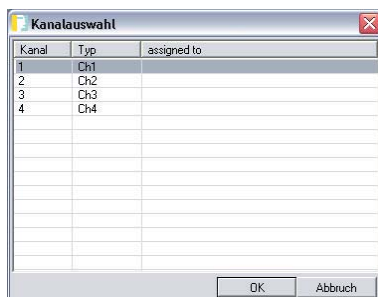 Kanalauswahl
Kanal Typ assigned to
1 Ch1
2 Ch2
3 Ch3
4 Ch4
OK Abbruch